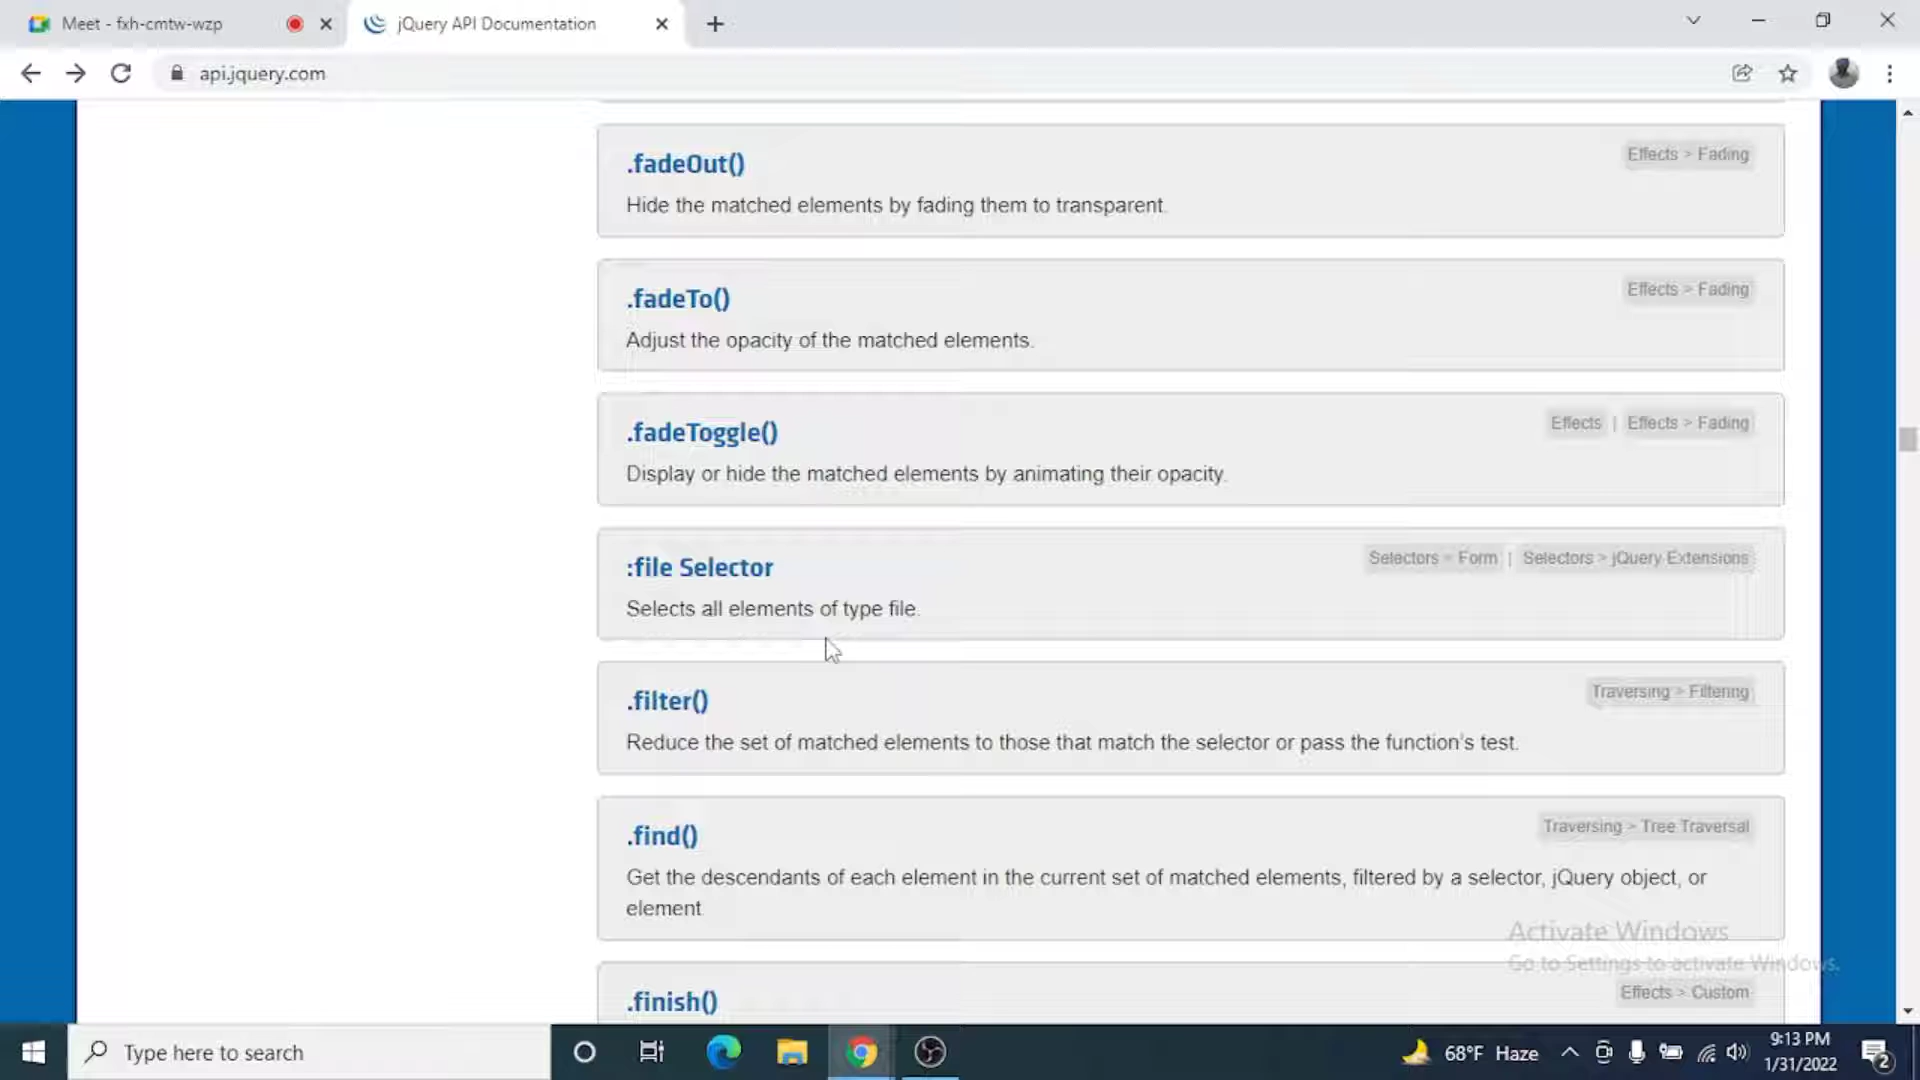 Meet - fxh-cmtw-wzp
jQuery API Documentation
api.jquery.com
.fadeOut()
Effects > Fading
Hide the matched elements by fading them to transparent.
.fadeTo()
Effects > Fading
Adjust the opacity of the matched elements.
.fadeToggle()
Effects | Effects > Fading
Display or hide the matched elements by animating their opacity.
:file Selector
Selectors > Form | Selectors > jQuery Extensions
Selects all elements of type file.
.filter()
Traversing > Filtering
Reduce the set of matched elements to those that match the selector or pass the function's test.
.find()
Traversing > Tree Traversal
Get the descendants of each element in the current set of matched elements, filtered by a selector, jQuery object, or
element.
Activate Windows
Go to Settings to activate Windows.
.finish()
Effects > Custom
Type here to search
68°F Haze
9:13 PM
1/31/2022
2